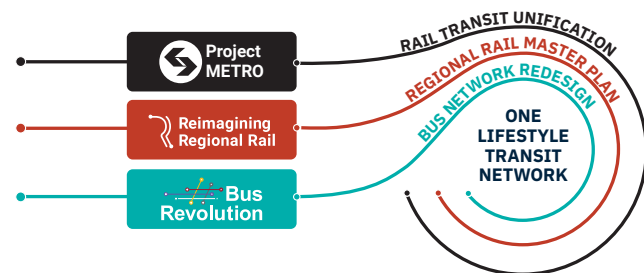 Project
METRO
RAIL TRANSIT UNIFICATION
Reimagining
Regional Rail
REGIONAL RAIL MASTER PLAN
Bus
Revolution
BUS NETWORK REDESIGN
ONE
LIFESTYLE
TRANSIT
NETWORK